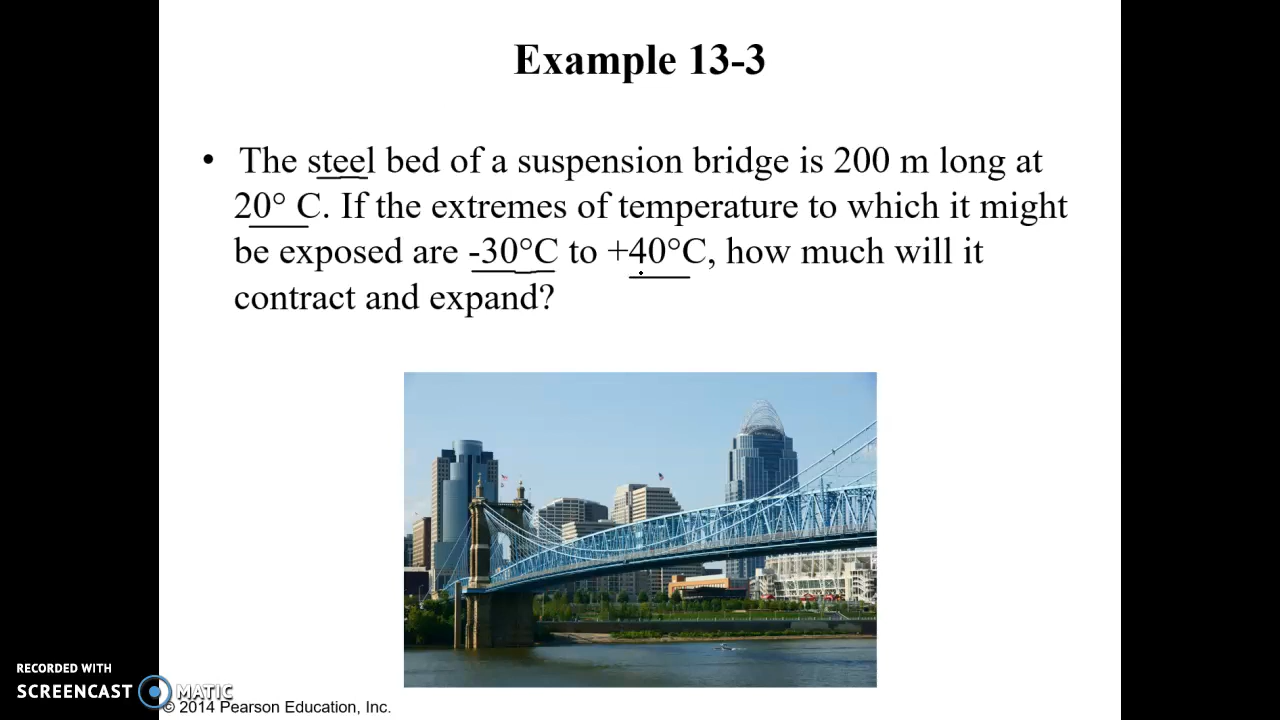 Example 13-3
• The steel bed of a suspension bridge is 200 m long at
20° C. If the extremes of temperature to which it might
be exposed are -30°C to +40°C, how much will it
contract and expand?
RECORDED WITH
SCREENCAST MATIC
© 2014 Pearson Education, Inc.